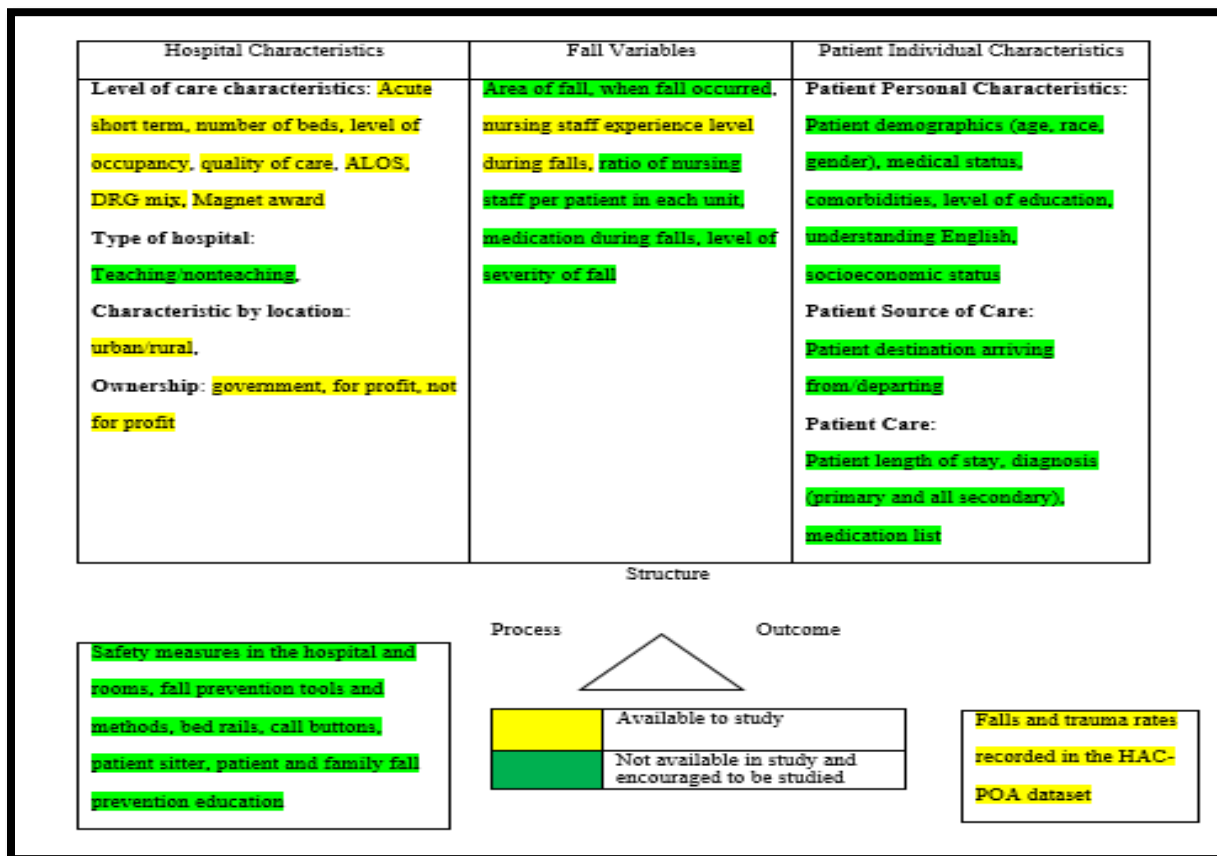 Hospital Characteristics
Fall Variables
Patient Individual Characteristics
Level of care characteristics: Acute
short term, number of beds, level of
occupancy, quality of care, ALOS,
DRG mix, Magnet award
Type of hospital:
Teaching/nonteaching,
Characteristic by location:
urban/rural,
Ownership: government, for profit, not
for profit
Area of fall, when fall occurred,
nursing staff experience level
during falls, ratio of nursing
staff per patient in each unit,
medication during falls, level of
severity of fall
Patient Personal Characteristics:
Patient demographics (age, race,
gender), medical status,
comorbidities, level of education,
understanding English,
socioeconomic status
Patient Source of Care:
Patient destination arriving
from/departing
Patient Care:
Patient length of stay, diagnosis
(primary and all secondary),
medication list
Structure
Process
Outcome
Safety measures in the hospital and
rooms, fall prevention tools and
methods, bed rails, call buttons,
patient sitter, patient and family fall
prevention education
Available to study
Not available in study and
encouraged to be studied
Falls and trauma rates
recorded in the HAC-
POA dataset